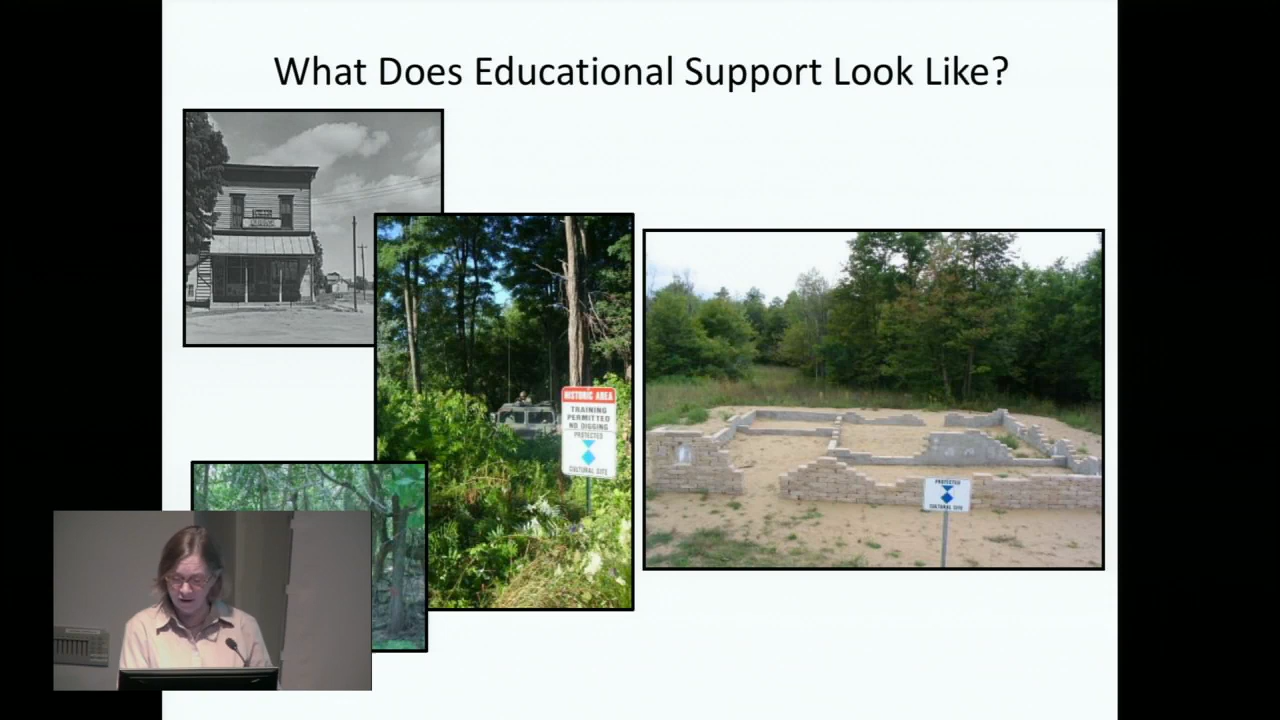 What Does Educational Support Look Like?
HISTORIC AREA
TRAINING
PERMITTED
NO DIGGING
PROTECTED
CULTURAL SITE
PROTECTED
CULTURAL SITE